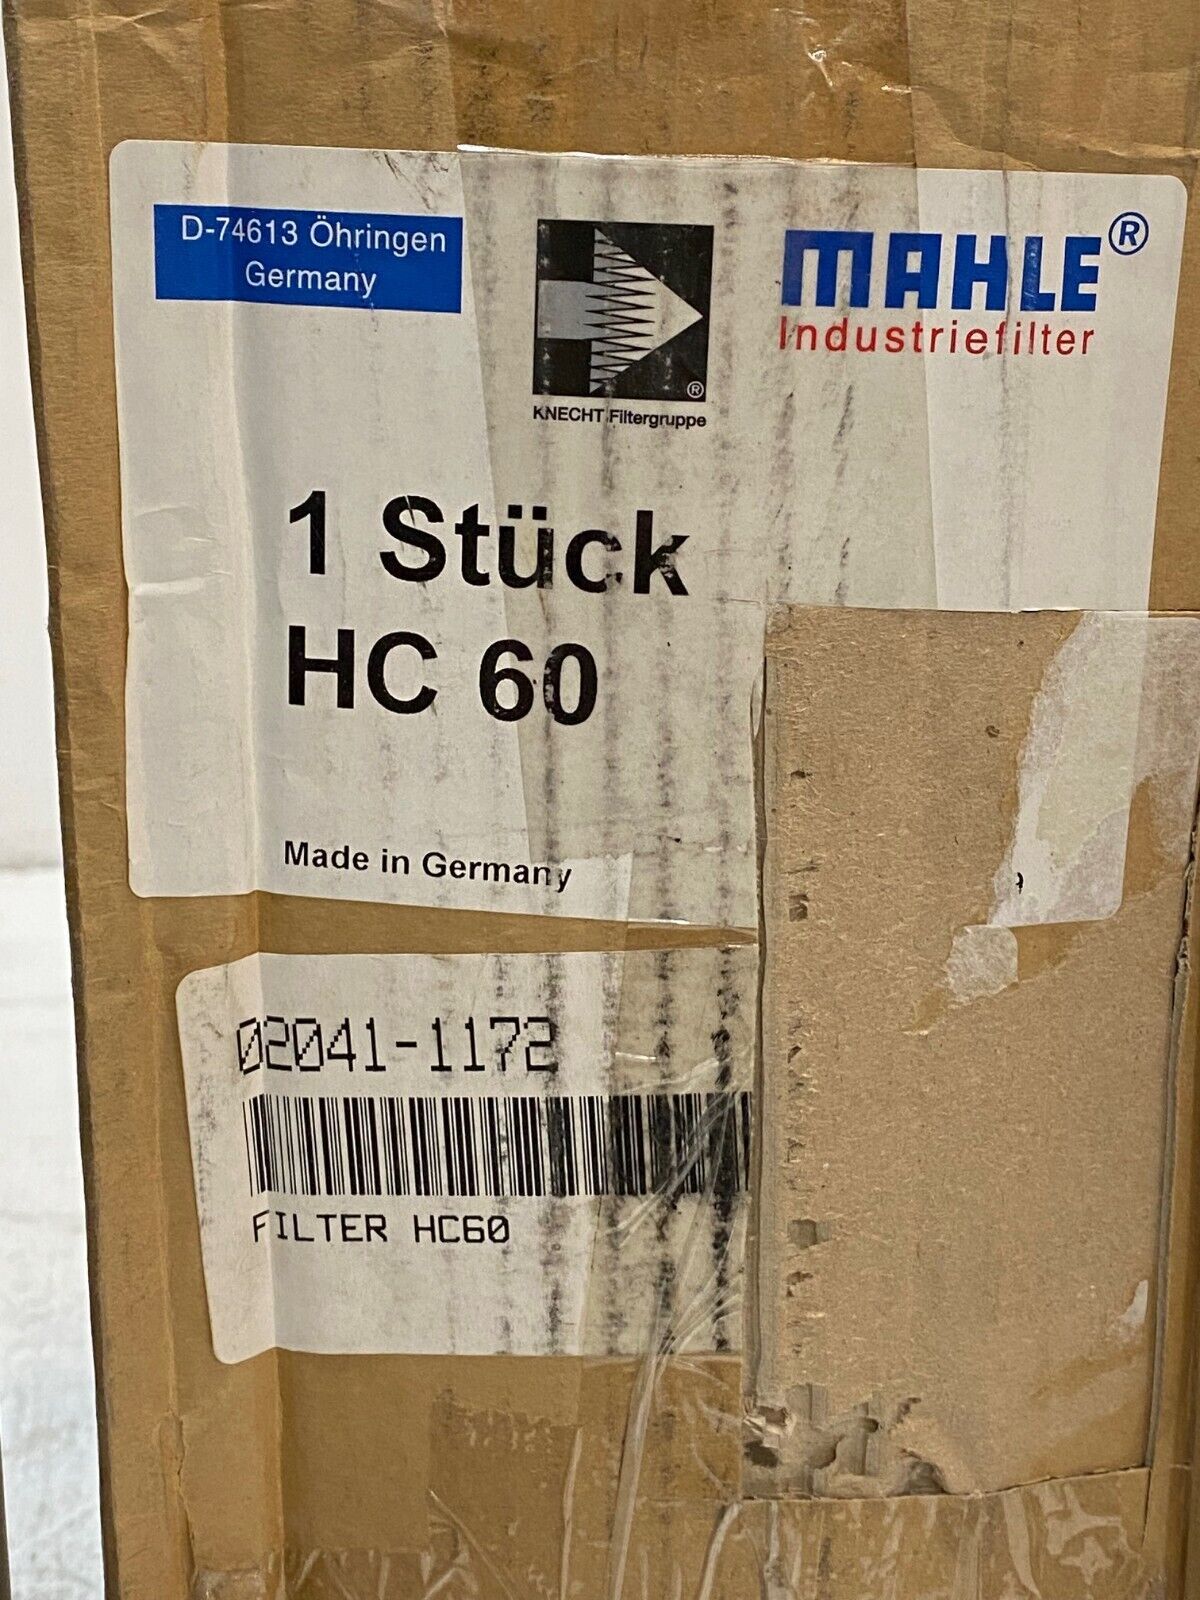 D-74613 Öhringen
Germany
®
KNECHT Filtergruppe
MAHLE®
Industriefilter
1 Stück
HC 60
Made in Germany
02041-1172
FILTER HC60